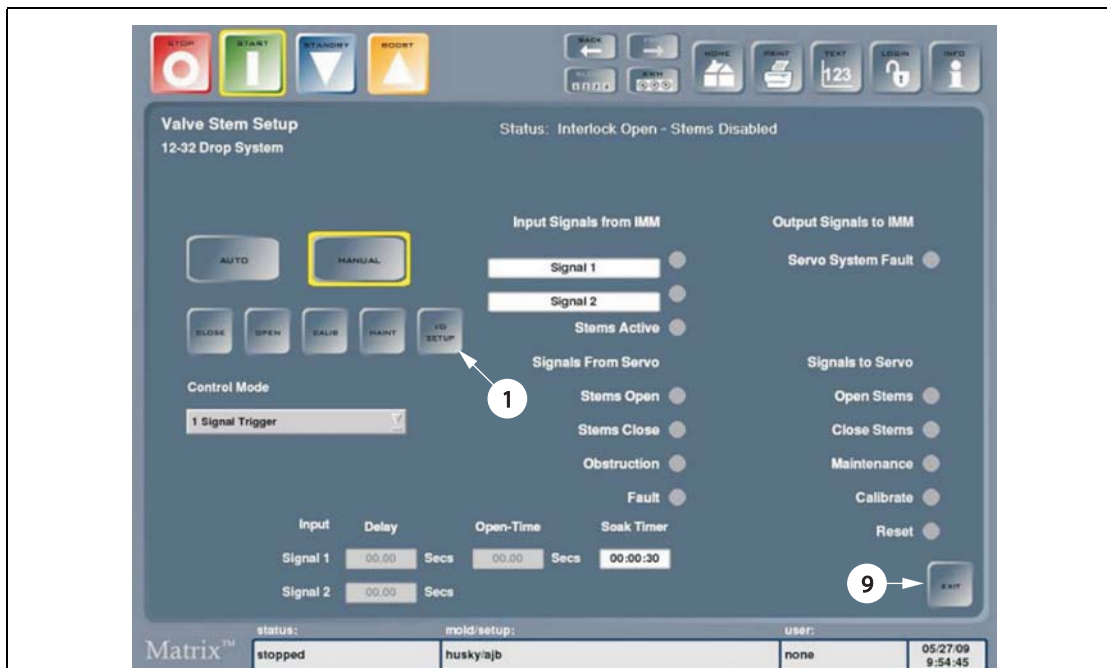 STOP
START
STANDBY
BOOST
BACK
HOME
PRINT
TEXT
123
LOGIN
INFO
Valve Stem Setup
12-32 Drop System
Status: Interlock Open - Stems Disabled
Input Signals from IMM
Output Signals to IMM
AUTO
MANUAL
Signal 1
Servo System Fault
Signal 2
Stems Active
CLOSE
OPEN
CALIB
MAINT
I/O SETUP
1
Signals From Servo
Signals to Servo
Control Mode
1 Signal Trigger
Stems Open
Open Stems
Stems Close
Close Stems
Obstruction
Maintenance
Fault
Calibrate
Reset
Input Delay Open-Time Soak Timer
Signal 1 00.00 Secs 00.00 Secs 00:00:30
Signal 2 00.00 Secs
9
EXIT
Matrix™
status: mold/setup: user:
stopped husky/ajb none
05/27/09
9:54:45